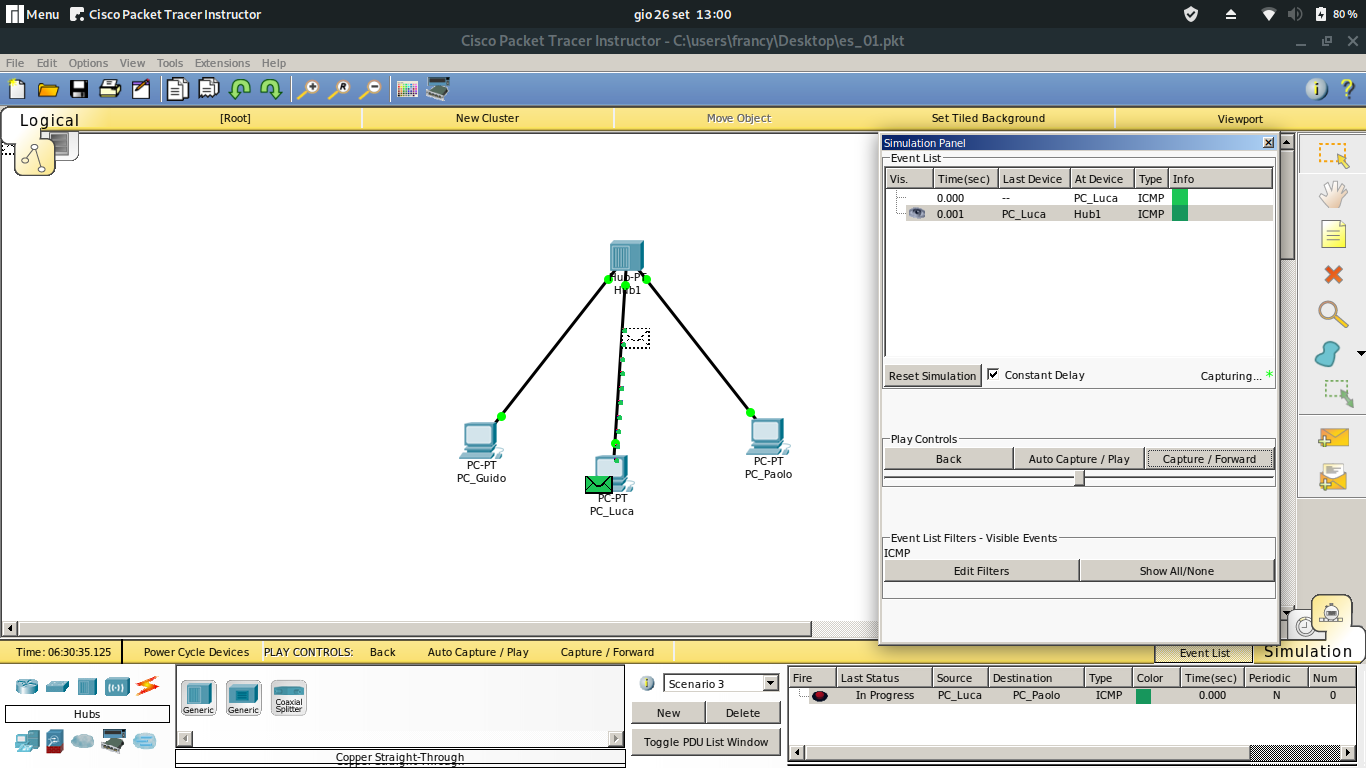 Menu Cisco Packet Tracer Instructor gio 26 set 13:00 80 %
Cisco Packet Tracer Instructor - C:\users\francy\Desktop\es_01.pkt
File Edit Options View Tools Extensions Help
Logical [Root] New Cluster Move Object Set Tiled Background Viewport
Simulation Panel
Event List
Vis. Time(sec) Last Device At Device Type Info
0.000 -- PC_Luca ICMP
0.001 PC_Luca Hub1 ICMP
Reset Simulation Constant Delay Capturing... *
Play Controls
Back Auto Capture / Play Capture / Forward
Event List Filters - Visible Events
ICMP
Edit Filters Show All/None
Hub-PT
Hub1
PC-PT
PC_Guido
PC-PT
PC_Luca
PC-PT
PC_Paolo
Time: 06:30:35.125 Power Cycle Devices PLAY CONTROLS: Back Auto Capture / Play Capture / Forward Event List Simulation
Hubs
Generic Generic Coaxial Splitter
Copper Straight-Through
Scenario 3
New Delete
Toggle PDU List Window
Fire Last Status Source Destination Type Color Time(sec) Periodic Num
In Progress PC_Luca PC_Paolo ICMP 0.000 N 0